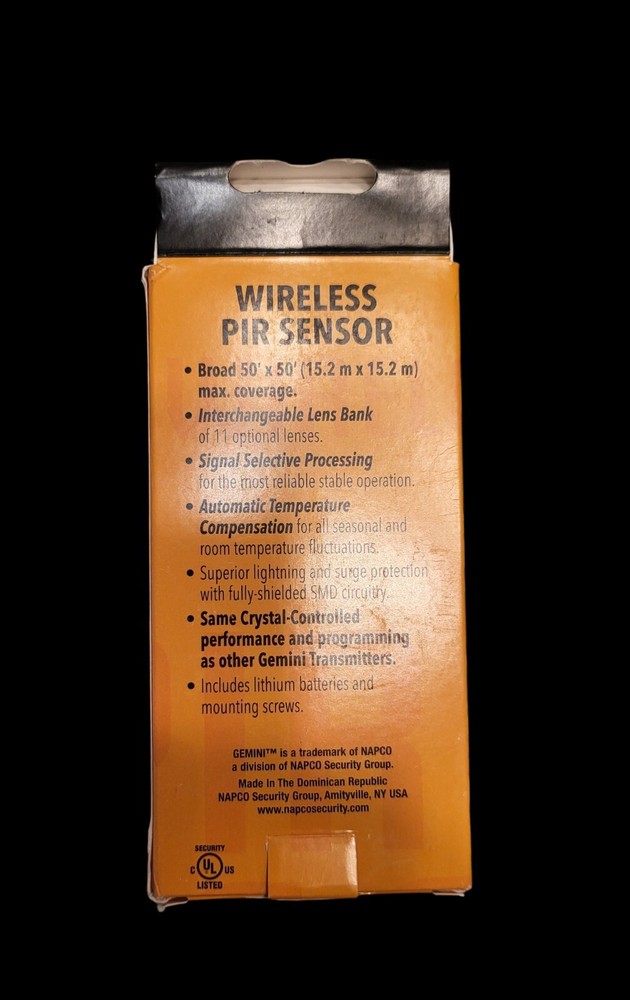 WIRELESS
PIR SENSOR
• Broad 50' x 50' (15.2 m x 15.2 m)
max. coverage.
• Interchangeable Lens Bank
of 11 optional lenses.
• Signal Selective Processing
for the most reliable stable operation.
• Automatic Temperature
Compensation for all seasonal and
room temperature fluctuations.
• Superior lightning and surge protection
with fully-shielded SMD circuitry.
• Same Crystal-Controlled
performance and programming
as other Gemini Transmitters.
• Includes lithium batteries and
mounting screws.
GEMINI™ is a trademark of NAPCO
a division of NAPCO Security Group.
Made In The Dominican Republic
NAPCO Security Group, Amityville, NY USA
www.napcosecurity.com
SECURITY
C UL US
LISTED